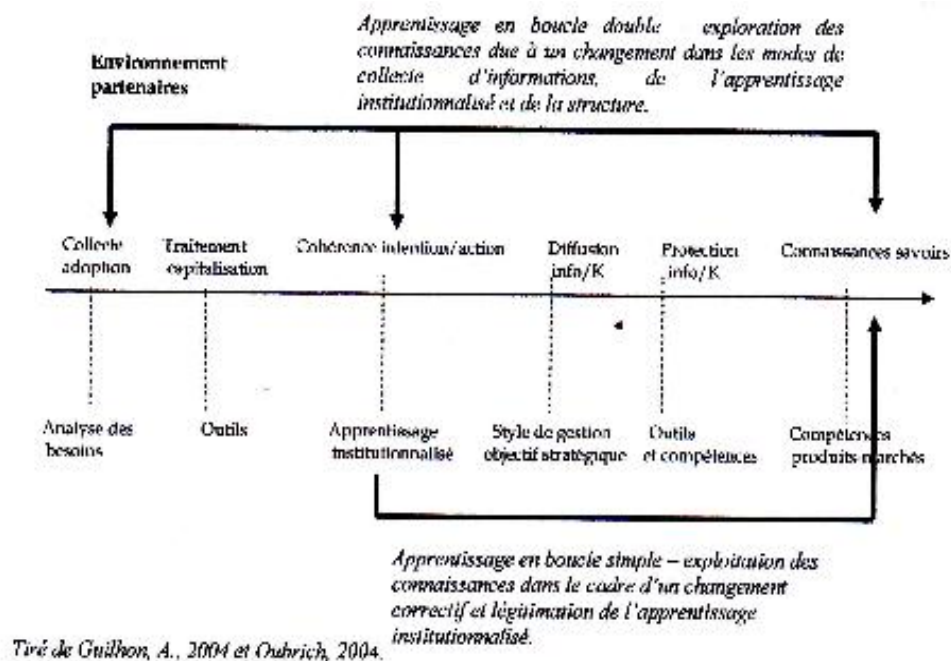 Apprentissage en boucle double exploration des
connaissances due à un changement dans les modes de
collecte d'informations, de l'apprentissage
institutionnalisé et de la structure.
Environnement
partenaires
Collecte
adoption
Traitement
capitalisation
Cohérence intention/action
Diffusion
info/K
Protection
info/K
Connaissances savoirs
Analyse des
besoins
Outils
Apprentissage
institutionnalisé
Style de gestion
objectif stratégique
Outils
et compétences
Compétences
produits marchés
Apprentissage en boucle simple – exploitation des
connaissances dans le cadre d'un changement
correctif et légitimation de l'apprentissage
institutionnalisé.
Tiré de Guilhon, A., 2004 et Oubrich, 2004.